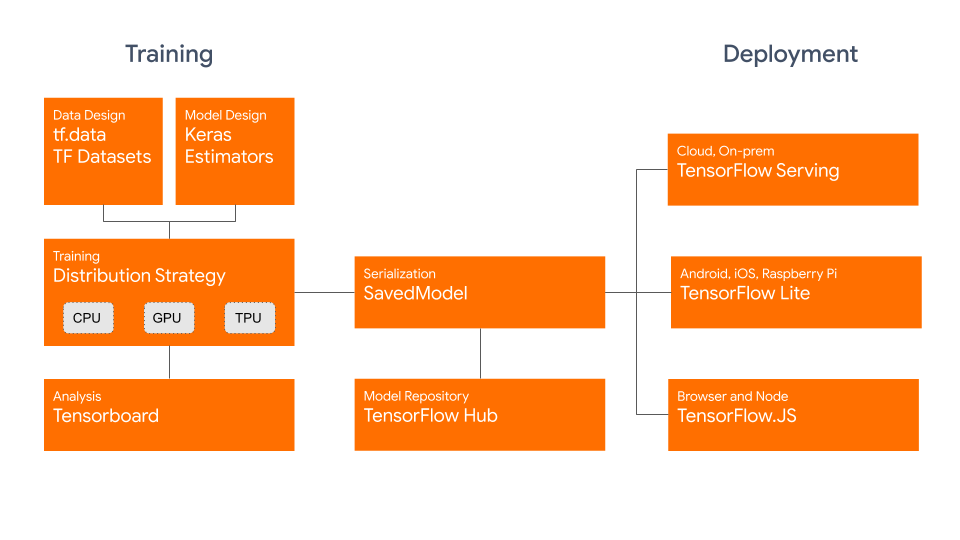 Training
Deployment
Data Design
tf.data
TF Datasets
Model Design
Keras
Estimators
Training
Distribution Strategy
CPU
GPU
TPU
Analysis
Tensorboard
Serialization
SavedModel
Model Repository
TensorFlow Hub
Cloud, On-prem
TensorFlow Serving
Android, iOS, Raspberry Pi
TensorFlow Lite
Browser and Node
TensorFlow.JS